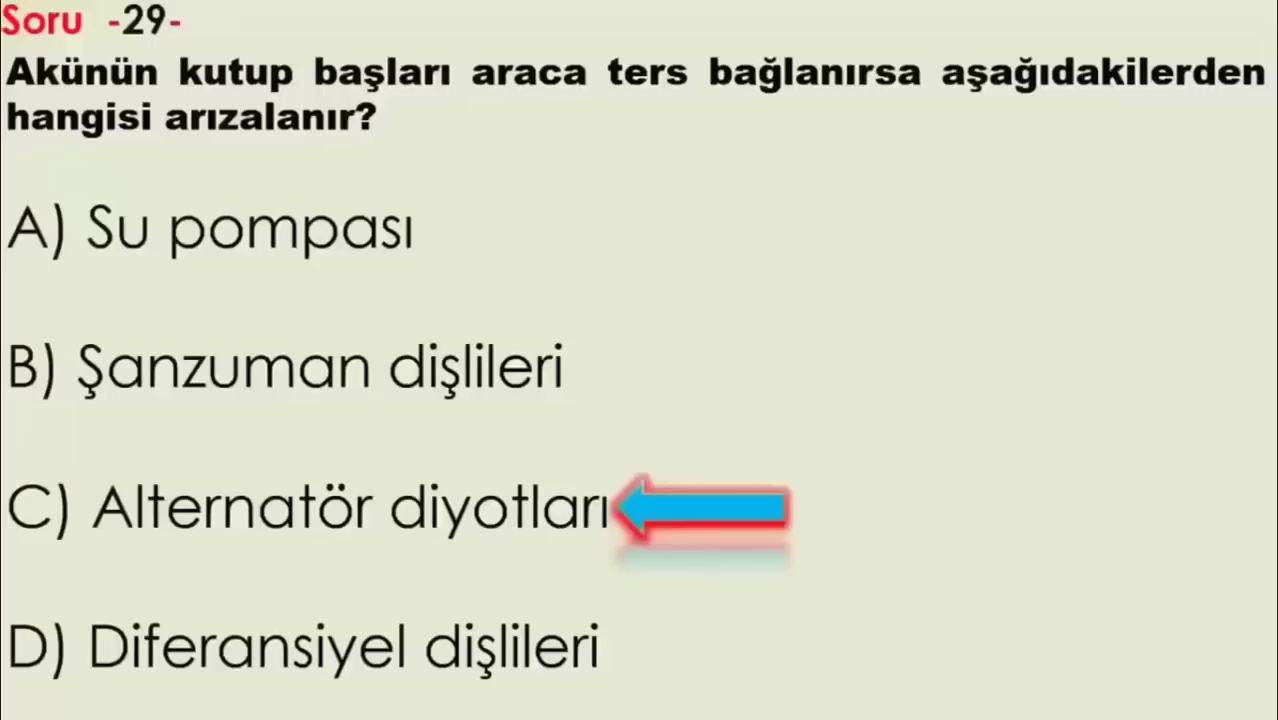 Soru -29-
Akünün kutup başları araca ters bağlanırsa aşağıdakilerden
hangisi arızalanır?
A) Su pompası
B) Şanzuman dişlileri
C) Alternatör diyotları
D) Diferansiyel dişlileri